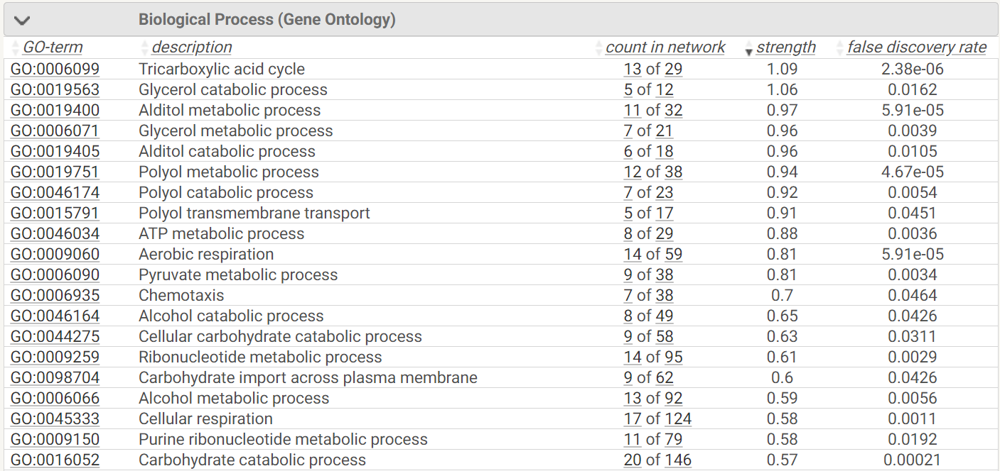 Biological Process (Gene Ontology)
GO-term description count in network strength false discovery rate
GO:0006099 Tricarboxylic acid cycle 13 of 29 1.09 2.38e-06
GO:0019563 Glycerol catabolic process 5 of 12 1.06 0.0162
GO:0019400 Alditol metabolic process 11 of 32 0.97 5.91e-05
GO:0006071 Glycerol metabolic process 7 of 21 0.96 0.0039
GO:0019405 Alditol catabolic process 6 of 18 0.96 0.0105
GO:0019751 Polyol metabolic process 12 of 38 0.94 4.67e-05
GO:0046174 Polyol catabolic process 7 of 23 0.92 0.0054
GO:0015791 Polyol transmembrane transport 5 of 17 0.91 0.0451
GO:0046034 ATP metabolic process 8 of 29 0.88 0.0036
GO:0009060 Aerobic respiration 14 of 59 0.81 5.91e-05
GO:0006090 Pyruvate metabolic process 9 of 38 0.81 0.0034
GO:0006935 Chemotaxis 7 of 38 0.7 0.0464
GO:0046164 Alcohol catabolic process 8 of 49 0.65 0.0426
GO:0044275 Cellular carbohydrate catabolic process 9 of 58 0.63 0.0311
GO:0009259 Ribonucleotide metabolic process 14 of 95 0.61 0.0029
GO:0098704 Carbohydrate import across plasma membrane 9 of 62 0.6 0.0426
GO:0006066 Alcohol metabolic process 13 of 92 0.59 0.0056
GO:0045333 Cellular respiration 17 of 124 0.58 0.0011
GO:0009150 Purine ribonucleotide metabolic process 11 of 79 0.58 0.0192
GO:0016052 Carbohydrate catabolic process 20 of 146 0.57 0.00021